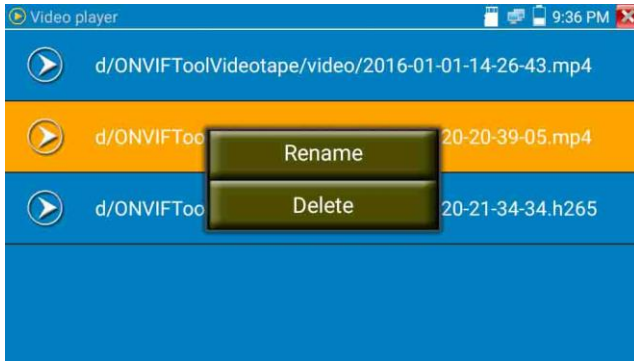 Video player 9:36 PM
d/ONVIFToolVideotape/video/2016-01-01-14-26-43.mp4
d/ONVIFToo 20-20-39-05.mp4
Rename
Delete
d/ONVIFToo 20-21-34-34.h265